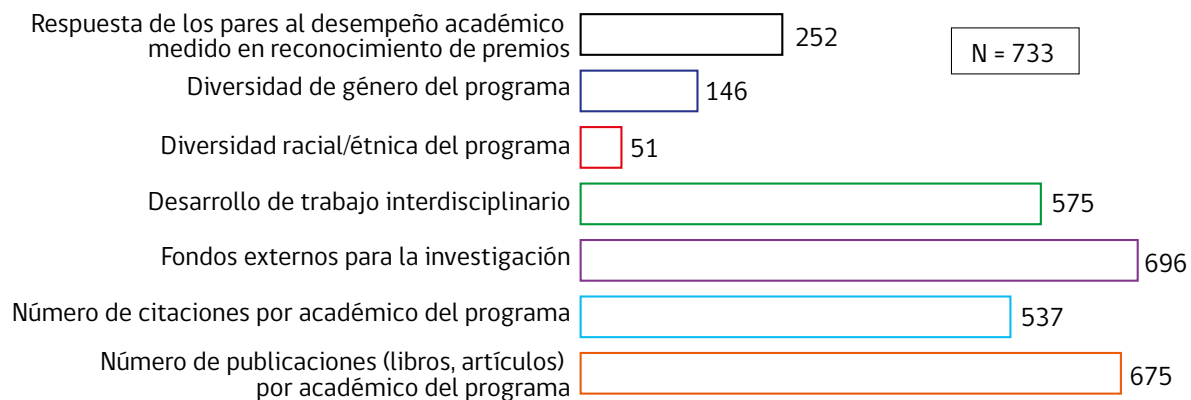 Respuesta de los pares al desempeño académico
medido en reconocimiento de premios
252
N = 733
Diversidad de género del programa
146
Diversidad racial/étnica del programa
51
Desarrollo de trabajo interdisciplinario
575
Fondos externos para la investigación
696
Número de citaciones por académico del programa
537
Número de publicaciones (libros, artículos)
por académico del programa
675